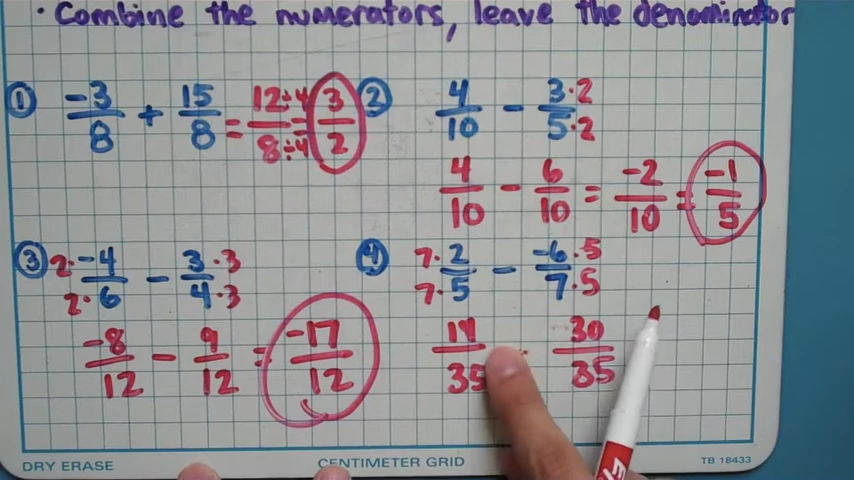 • Combine the numerators, leave the denominator
① -3/8 + 15/8 = 12÷4/8÷4 = 3/2
② 4/10 - 3·2/5·2
4/10 - 6/10 = -2/10 = -1/5
③ 2·-4/2·6 - 3·3/4·3
-8/12 - 9/12 = -17/12
④ 7·2/7·5 - -6·5/7·5
14/35 30/35
DRY ERASE
CENTIMETER GRID
TB 18433